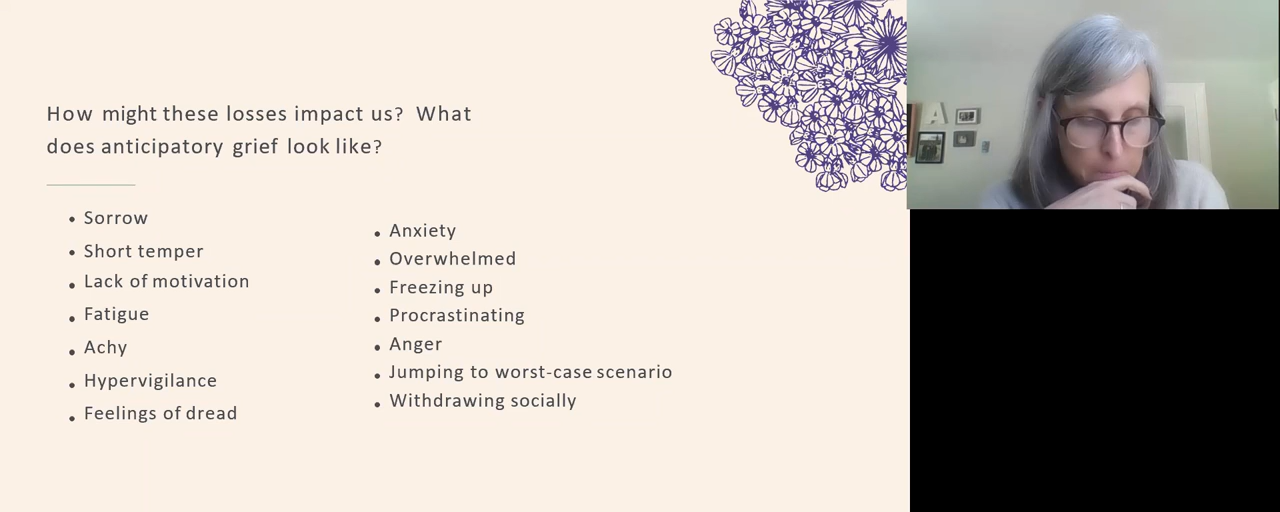 How might these losses impact us? What
does anticipatory grief look like?
• Sorrow
• Short temper
• Lack of motivation
• Fatigue
• Achy
• Hypervigilance
• Feelings of dread
• Anxiety
• Overwhelmed
• Freezing up
• Procrastinating
• Anger
• Jumping to worst-case scenario
• Withdrawing socially
A